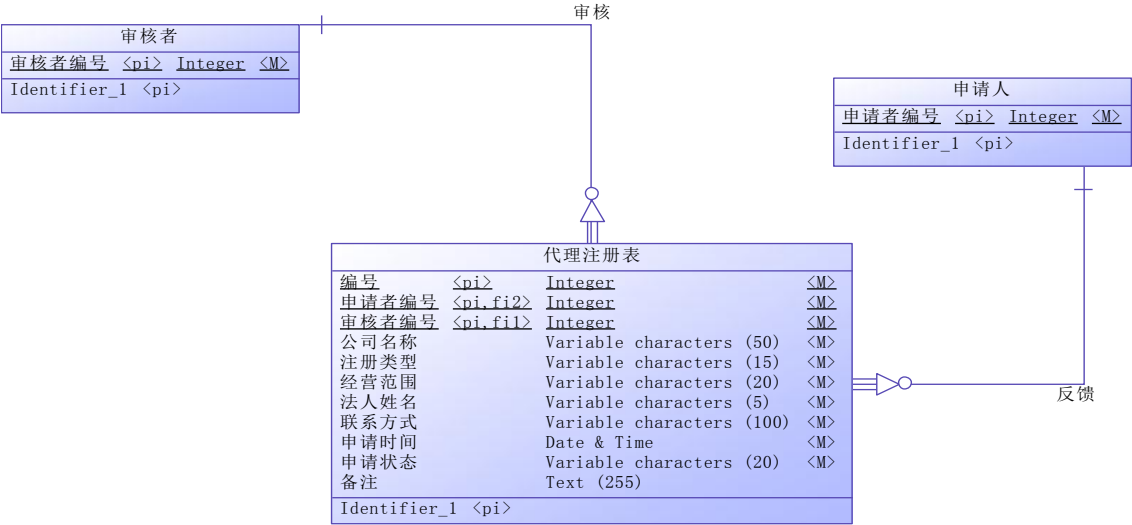 审核
审核者
审核者编号 <pi> Integer <M>
Identifier_1 <pi>
申请人
申请者编号 <pi> Integer <M>
Identifier_1 <pi>
代理注册表
编号 <pi> Integer <M>
申请者编号 <pi,fi2> Integer <M>
审核者编号 <pi,fi1> Integer <M>
公司名称 Variable characters (50) <M>
注册类型 Variable characters (15) <M>
经营范围 Variable characters (20) <M>
法人姓名 Variable characters (5) <M>
联系方式 Variable characters (100) <M>
申请时间 Date & Time <M>
申请状态 Variable characters (20) <M>
备注 Text (255)
Identifier_1 <pi>
反馈